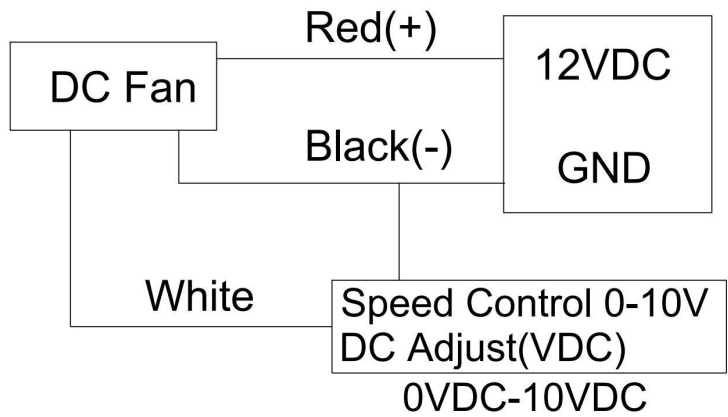 Red(+)
12VDC
DC Fan
Black(-)
GND
White
Speed Control 0-10V
DC Adjust(VDC)
0VDC-10VDC